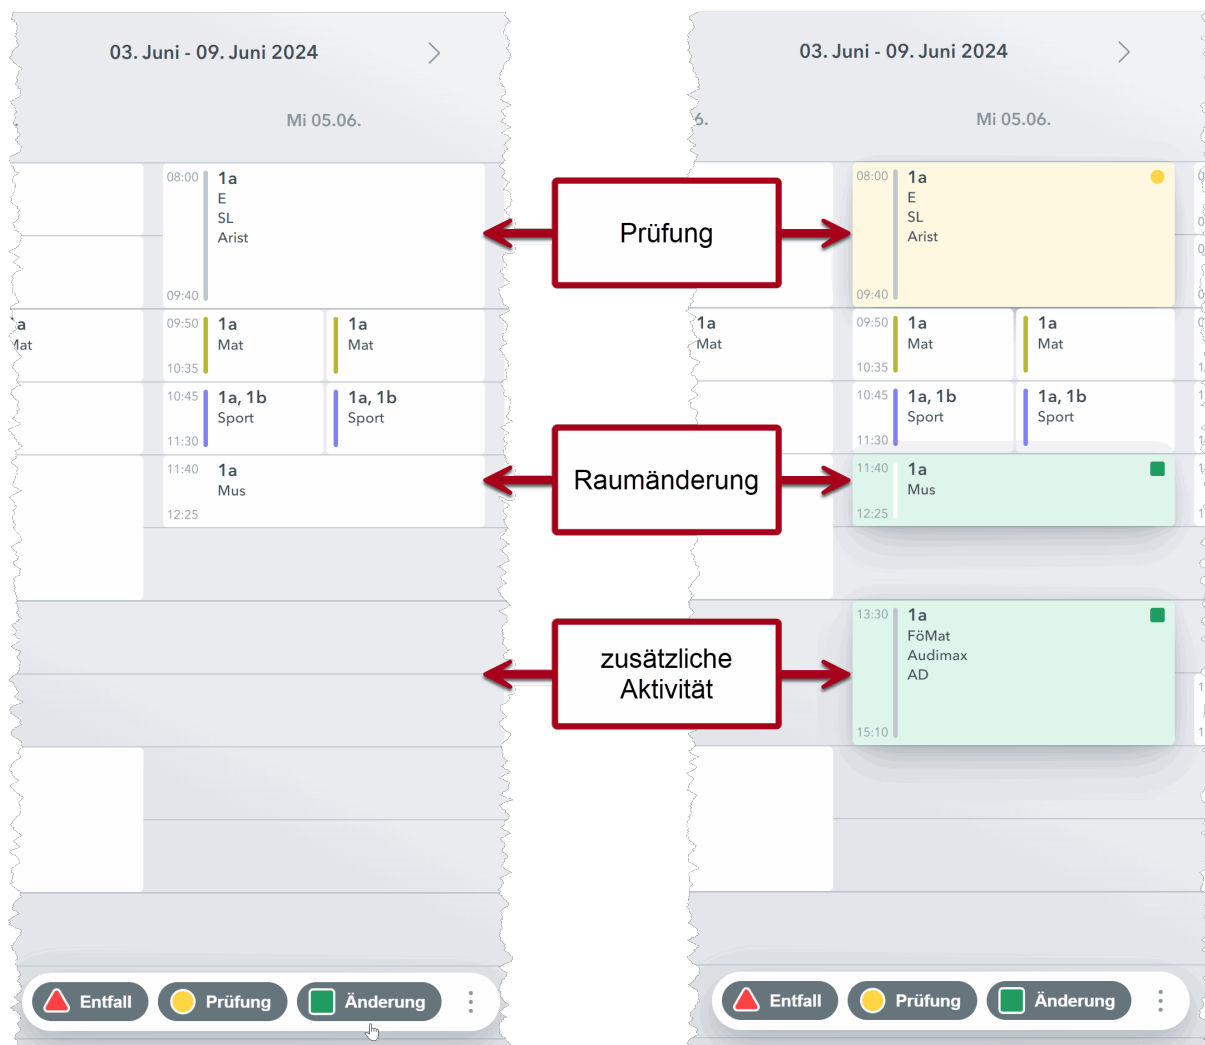 03. Juni - 09. Juni 2024
Mi 05.06.
08:00
1a
E
SL
Arist
09:40
a
Mat
09:50
1a
Mat
10:35
1a
Mat
10:45
1a, 1b
Sport
11:30
1a, 1b
Sport
11:40
1a
Mus
12:25
Entfall
Prüfung
Änderung
Prüfung
Raumänderung
zusätzliche
Aktivität
03. Juni - 09. Juni 2024
6.
Mi 05.06.
08:00
1a
E
SL
Arist
09:40
1a
Mat
09:50
1a
Mat
10:35
1a
Mat
10:45
1a, 1b
Sport
11:30
1a, 1b
Sport
11:40
1a
Mus
12:25
13:30
1a
FöMat
Audimax
AD
15:10
Entfall
Prüfung
Änderung